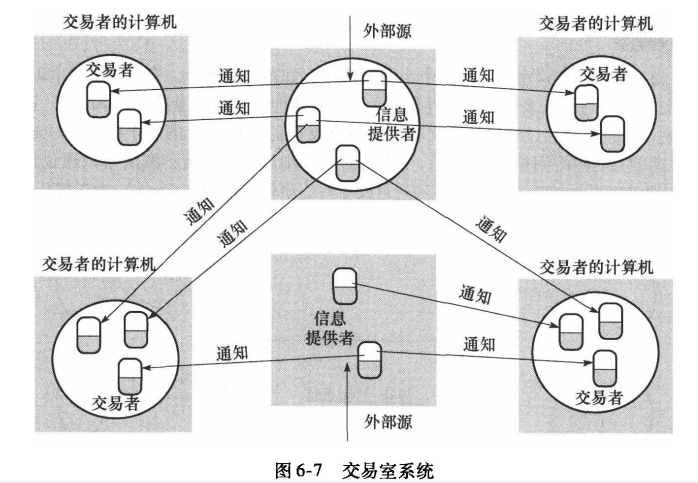 交易者的计算机
外部源
交易者的计算机
交易者
通知
通知
交易者
通知
信息
提供者
通知
通知
通知
通知
交易者的计算机
交易者的计算机
信息
提供者
通知
通知
通知
交易者
交易者
外部源
图 6-7 交易室系统